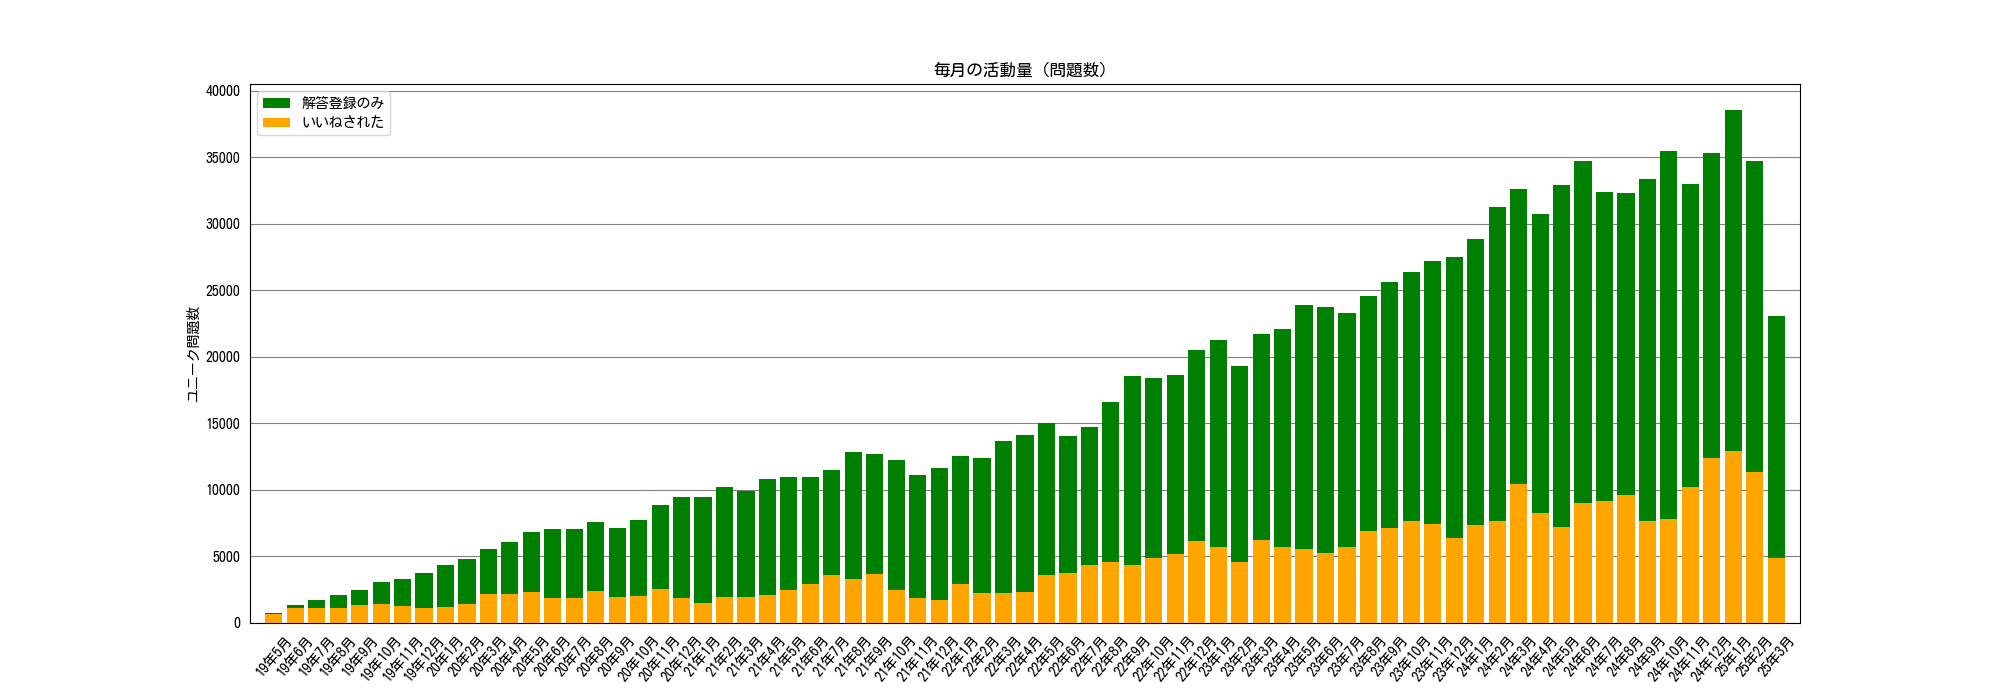 毎月の活動量（問題数）
40000
35000
30000
25000
20000
15000
10000
5000
0
ユニーク問題数
解答登録のみ
いいねされた
19年5月
19年6月
19年7月
19年8月
19年9月
19年10月
19年11月
19年12月
20年1月
20年2月
20年3月
20年4月
20年5月
20年6月
20年7月
20年8月
20年9月
20年10月
20年11月
20年12月
21年1月
21年2月
21年3月
21年4月
21年5月
21年6月
21年7月
21年8月
21年9月
21年10月
21年11月
21年12月
22年1月
22年2月
22年3月
22年4月
22年5月
22年6月
22年7月
22年8月
22年9月
22年10月
22年11月
22年12月
23年1月
23年2月
23年3月
23年4月
23年5月
23年6月
23年7月
23年8月
23年9月
23年10月
23年11月
23年12月
24年1月
24年2月
24年3月
24年4月
24年5月
24年6月
24年7月
24年8月
24年9月
24年10月
24年11月
24年12月
25年1月
25年2月
25年3月